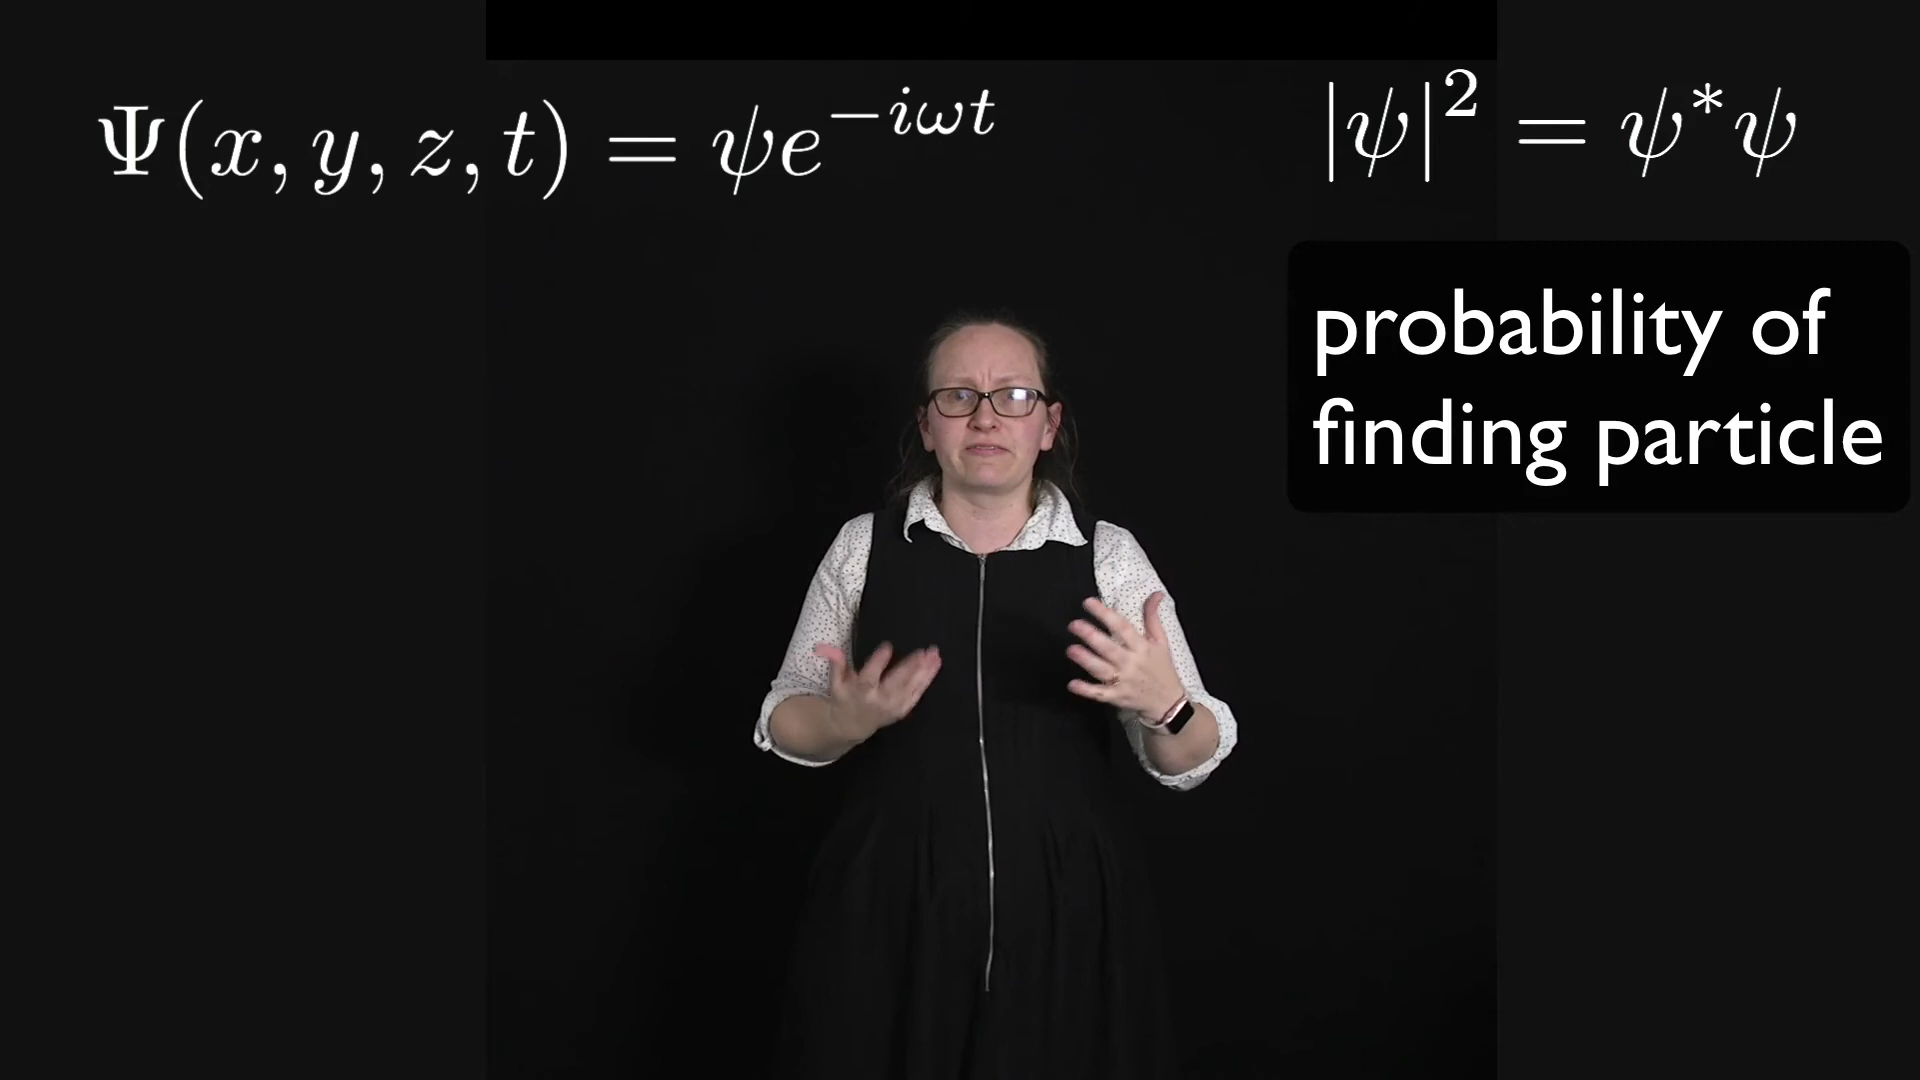 Ψ(x, y, z, t) = ψe^{−iωt}
|ψ|² = ψ*ψ
probability of
finding particle